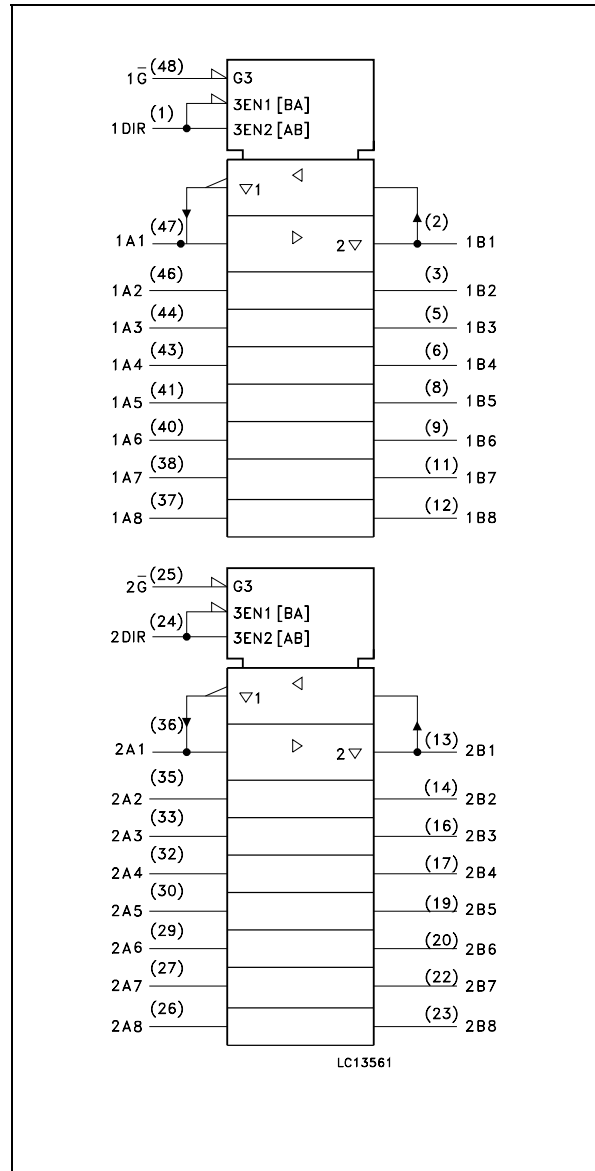 1G̅ (48) G3
3EN1 [BA]
1DIR (1) 3EN2 [AB]
▽1 ◁
1A1 (47) ▷ 2▽ (2) 1B1
1A2 (46) (3) 1B2
1A3 (44) (5) 1B3
1A4 (43) (6) 1B4
1A5 (41) (8) 1B5
1A6 (40) (9) 1B6
1A7 (38) (11) 1B7
1A8 (37) (12) 1B8
2G̅ (25) G3
3EN1 [BA]
2DIR (24) 3EN2 [AB]
▽1 ◁
2A1 (36) ▷ 2▽ (13) 2B1
2A2 (35) (14) 2B2
2A3 (33) (16) 2B3
2A4 (32) (17) 2B4
2A5 (30) (19) 2B5
2A6 (29) (20) 2B6
2A7 (27) (22) 2B7
2A8 (26) (23) 2B8
LC13561